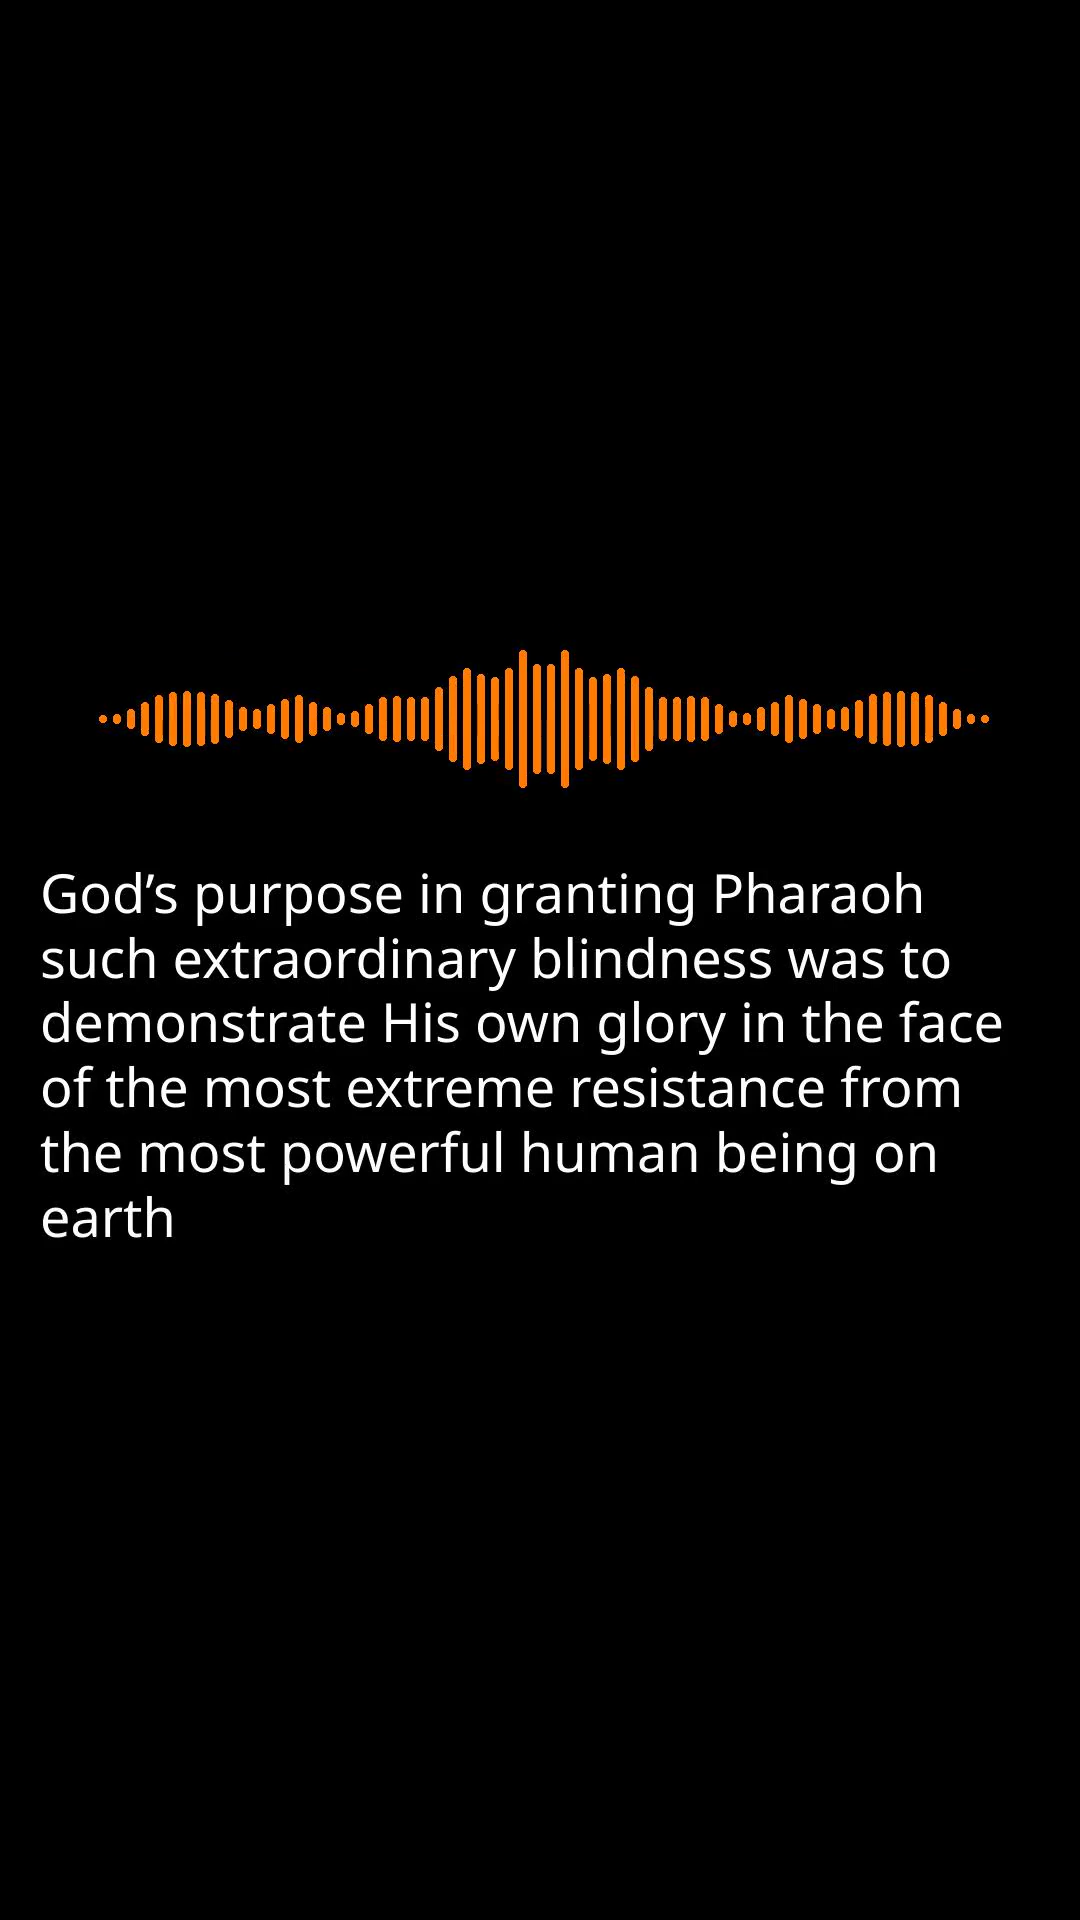 God’s purpose in granting Pharaoh
such extraordinary blindness was to
demonstrate His own glory in the face
of the most extreme resistance from
the most powerful human being on
earth